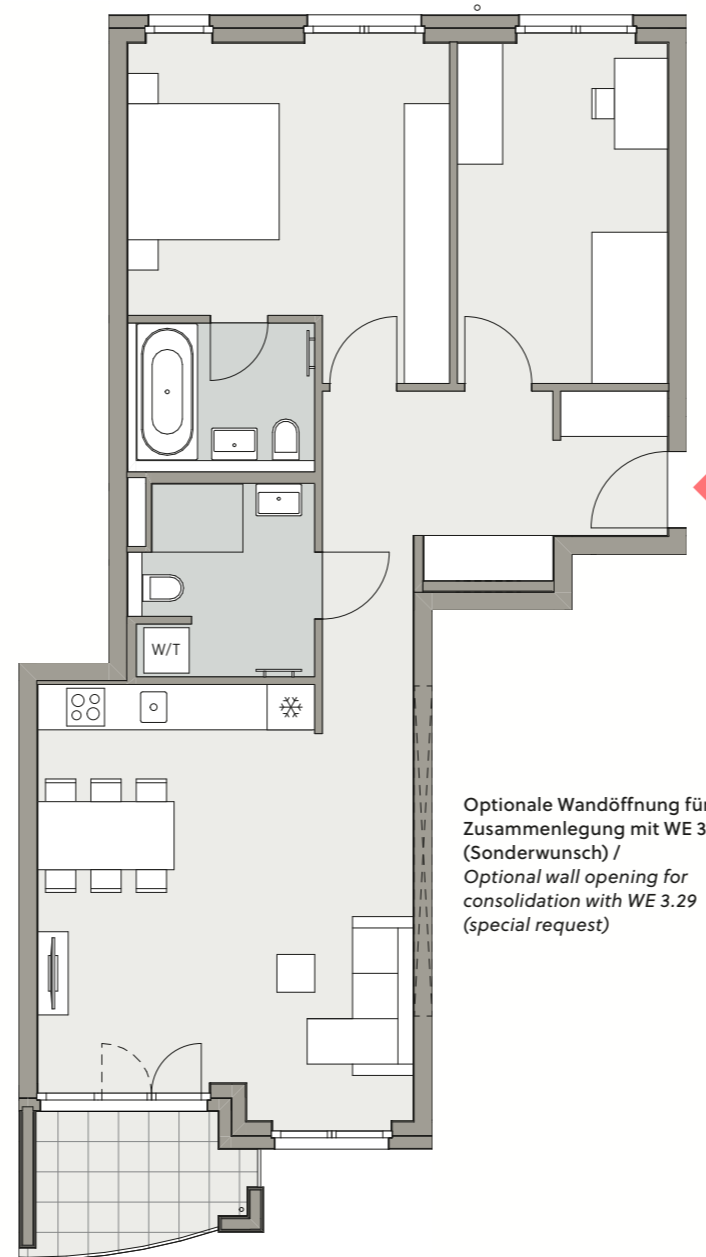 W/T
Optionale Wandöffnung für
Zusammenlegung mit WE 3
(Sonderwunsch) /
Optional wall opening for
consolidation with WE 3.29
(special request)